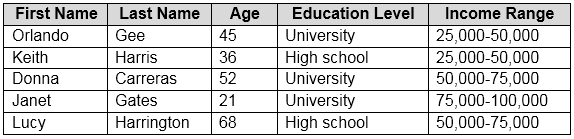 First Name Last Name Age Education Level Income Range
Orlando Gee 45 University 25,000-50,000
Keith Harris 36 High school 25,000-50,000
Donna Carreras 52 University 50,000-75,000
Janet Gates 21 University 75,000-100,000
Lucy Harrington 68 High school 50,000-75,000